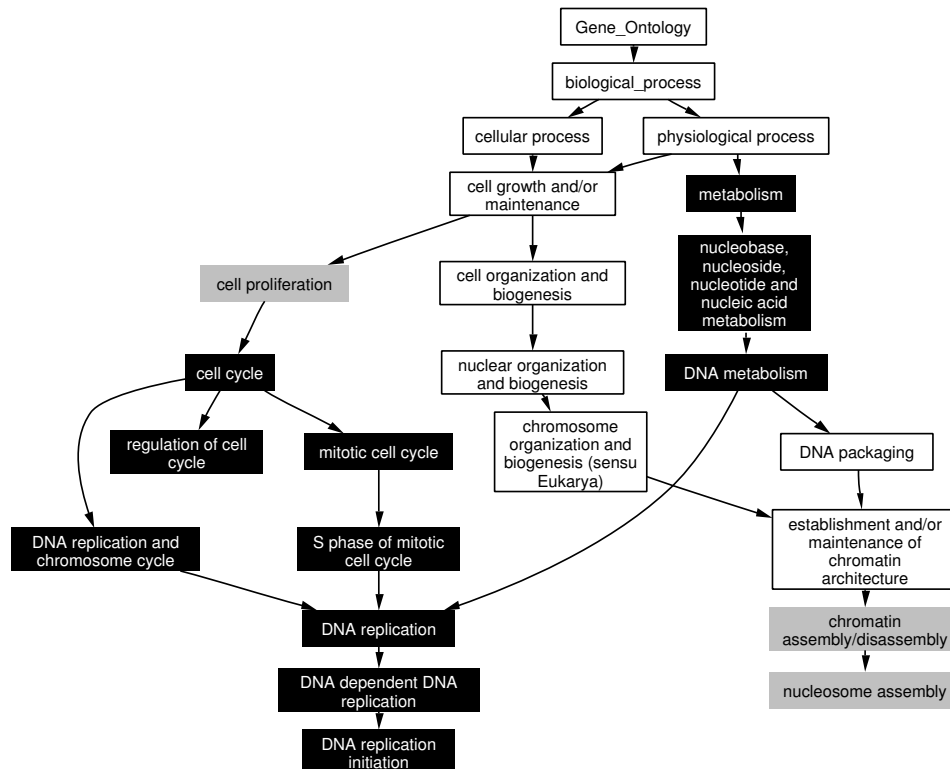 Gene_Ontology
biological_process
cellular process
physiological process
cell growth and/or
maintenance
metabolism
nucleobase,
nucleoside,
nucleotide and
nucleic acid
metabolism
cell proliferation
cell organization and
biogenesis
cell cycle
nuclear organization
and biogenesis
DNA metabolism
regulation of cell
cycle
mitotic cell cycle
chromosome
organization and
biogenesis (sensu
Eukarya)
DNA packaging
DNA replication and
chromosome cycle
S phase of mitotic
cell cycle
establishment and/or
maintenance of
chromatin
architecture
DNA replication
chromatin
assembly/disassembly
DNA dependent DNA
replication
nucleosome assembly
DNA replication
initiation